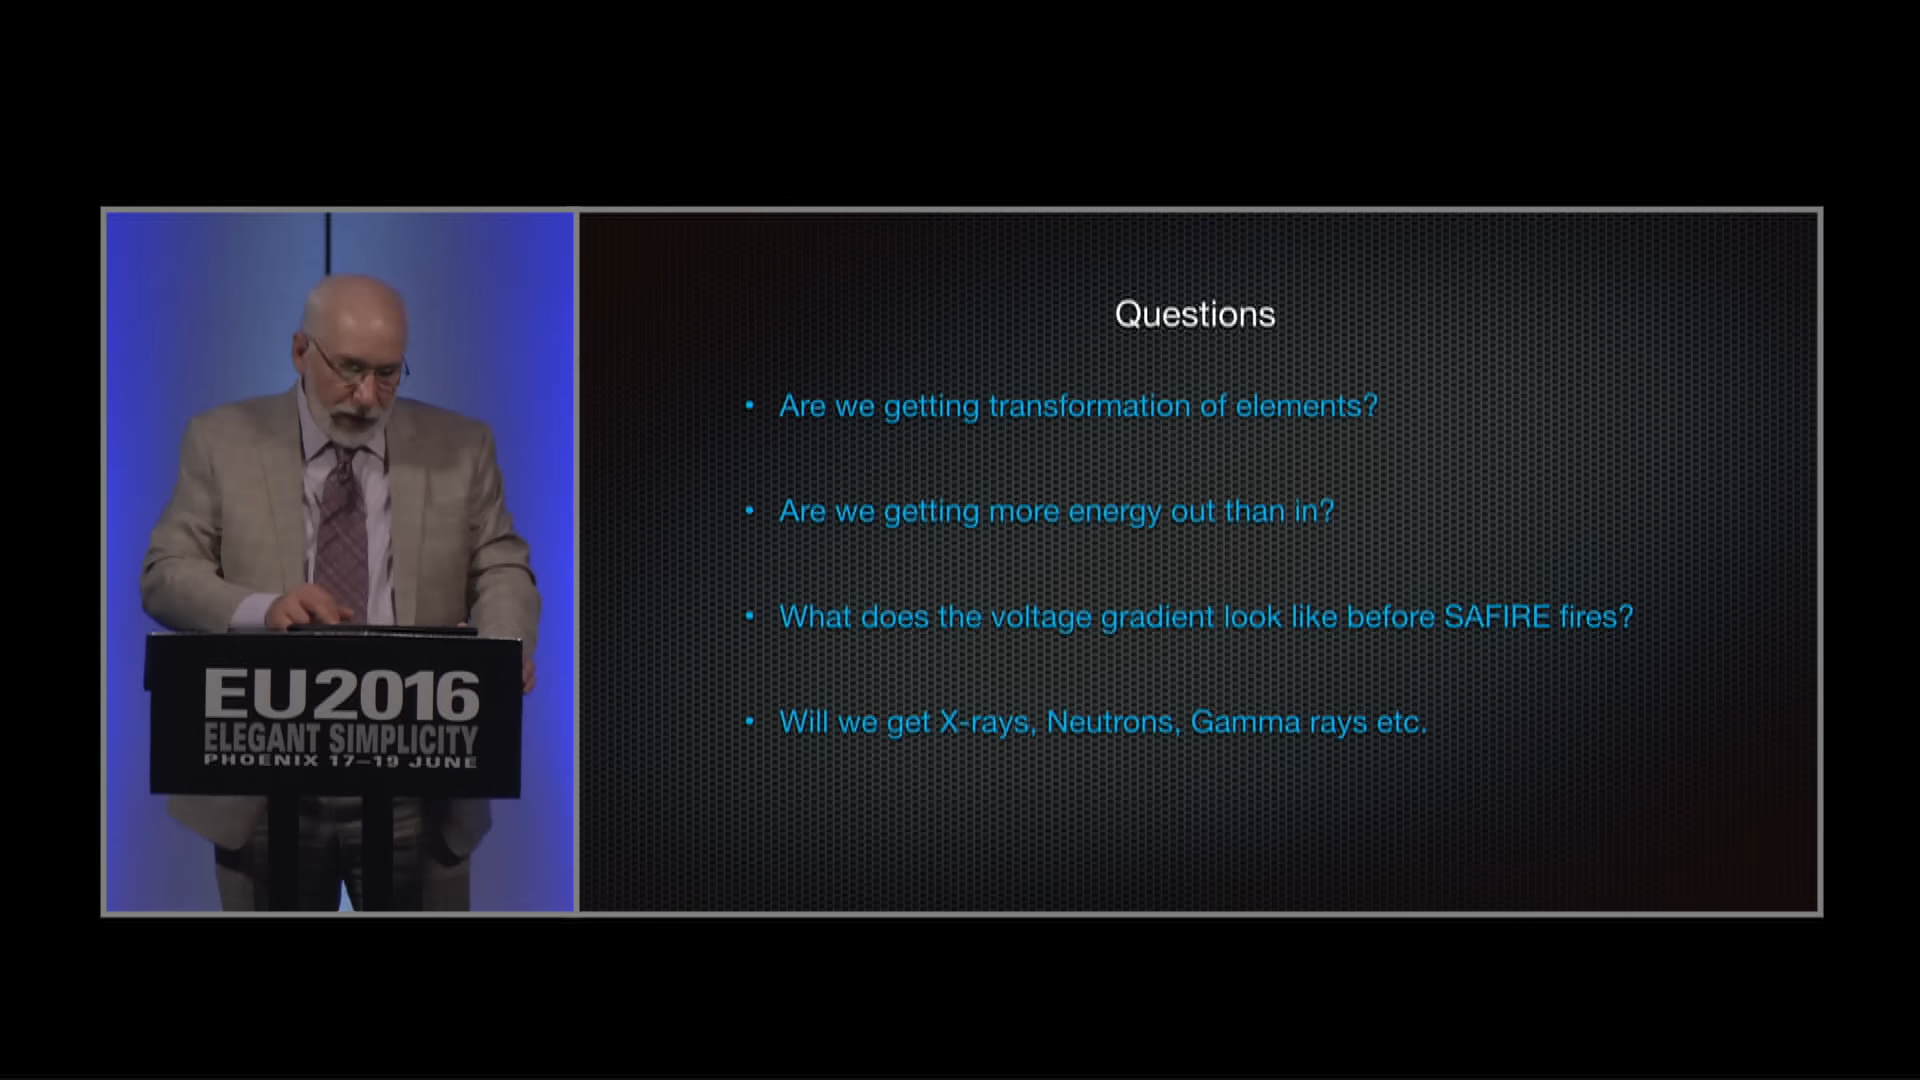 EU2016
ELEGANT SIMPLICITY
PHOENIX 17–19 JUNE
Questions
• Are we getting transformation of elements?
• Are we getting more energy out than in?
• What does the voltage gradient look like before SAFIRE fires?
• Will we get X-rays, Neutrons, Gamma rays etc.